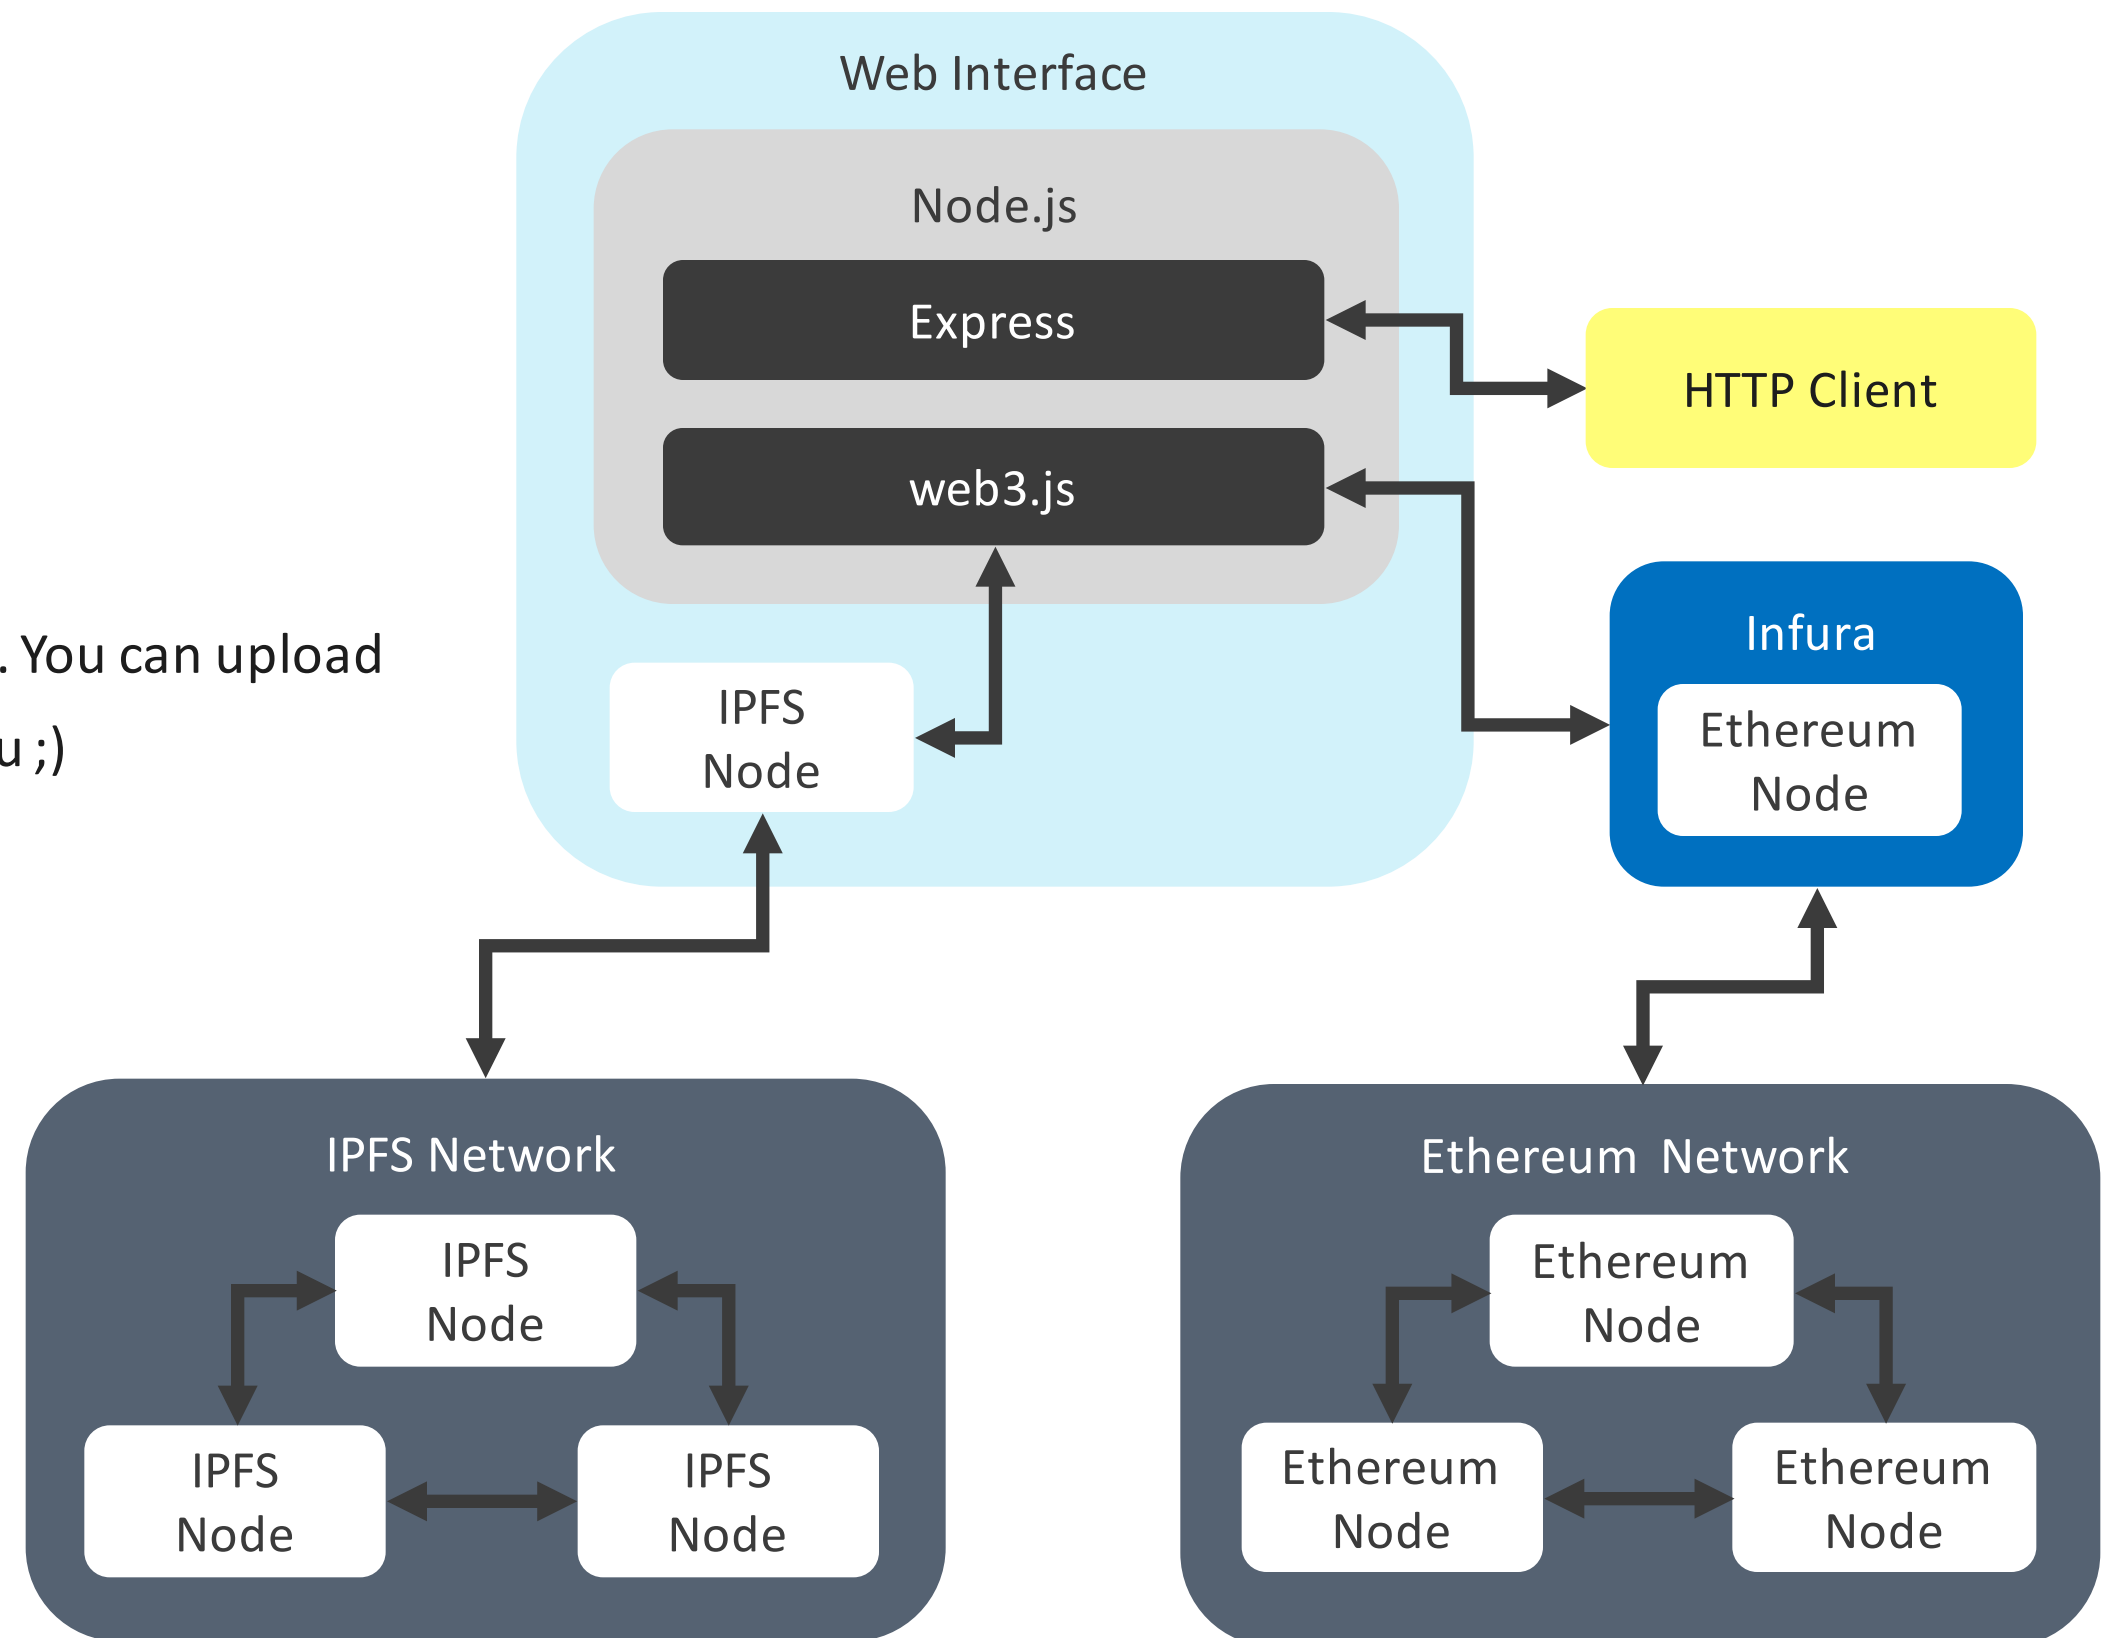 Web Interface
Node.js
Express
HTTP Client
web3.js
. You can upload
u ;)
Infura
IPFS
Node
Ethereum
Node
IPFS Network
IPFS
Node
IPFS
Node
IPFS
Node
Ethereum Network
Ethereum
Node
Ethereum
Node
Ethereum
Node